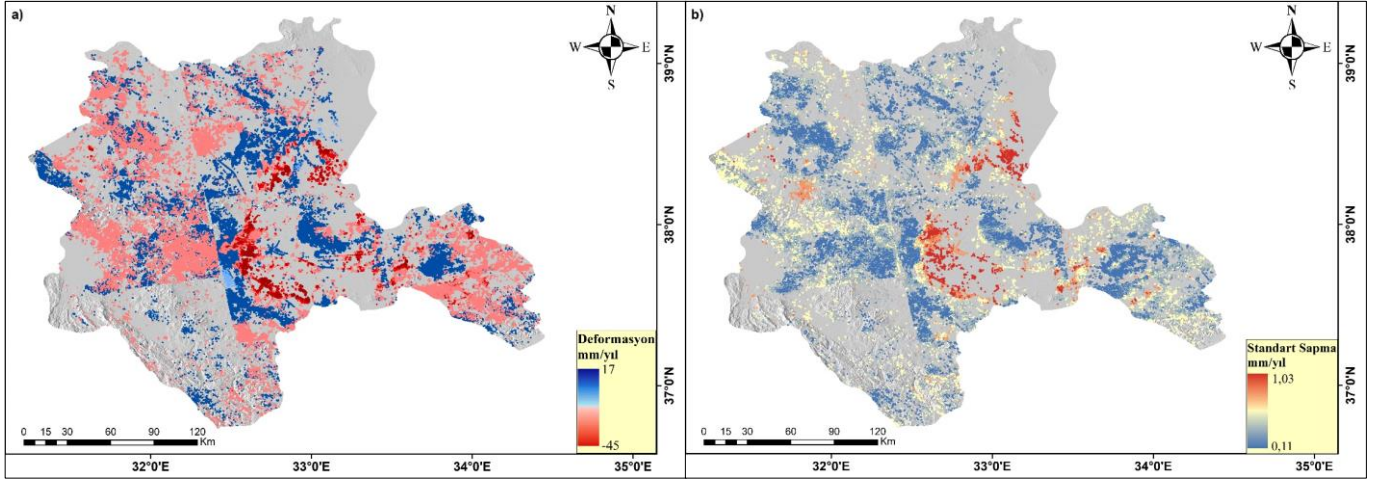 a)
N
W E
S
39°0'N
38°0'N
37°0'N
Deformasyon
mm/yıl
17
-45
0 15 30 60 90 120
Km
32°0'E 33°0'E 34°0'E 35°0'E
b)
N
W E
S
39°0'N
38°0'N
37°0'N
Standart Sapma
mm/yıl
1,03
0,11
0 15 30 60 90 120
Km
32°0'E 33°0'E 34°0'E 35°0'E